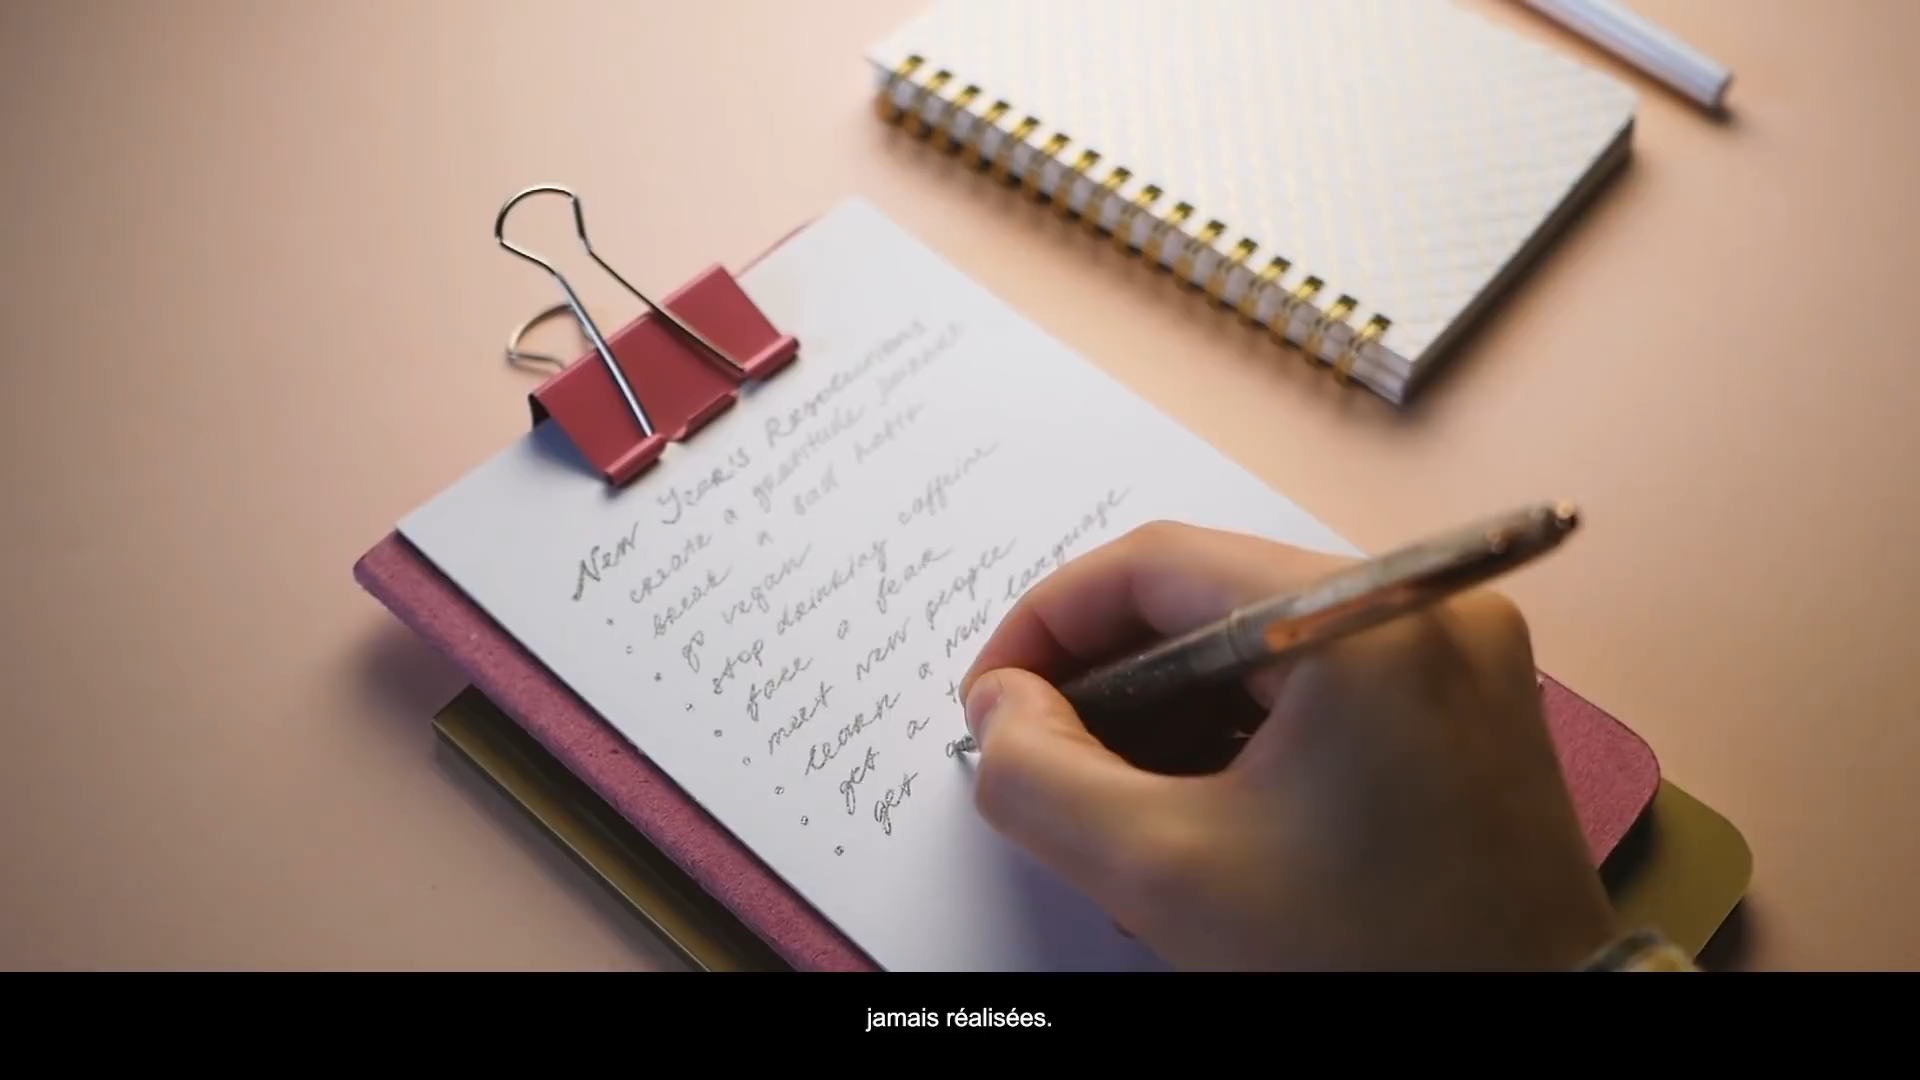 New Year's Resolutions
create a gratitude journal
break a bad habit
go vegan
stop drinking caffeine
face a fear
meet new people
learn a new language
get a
get a
jamais réalisées.